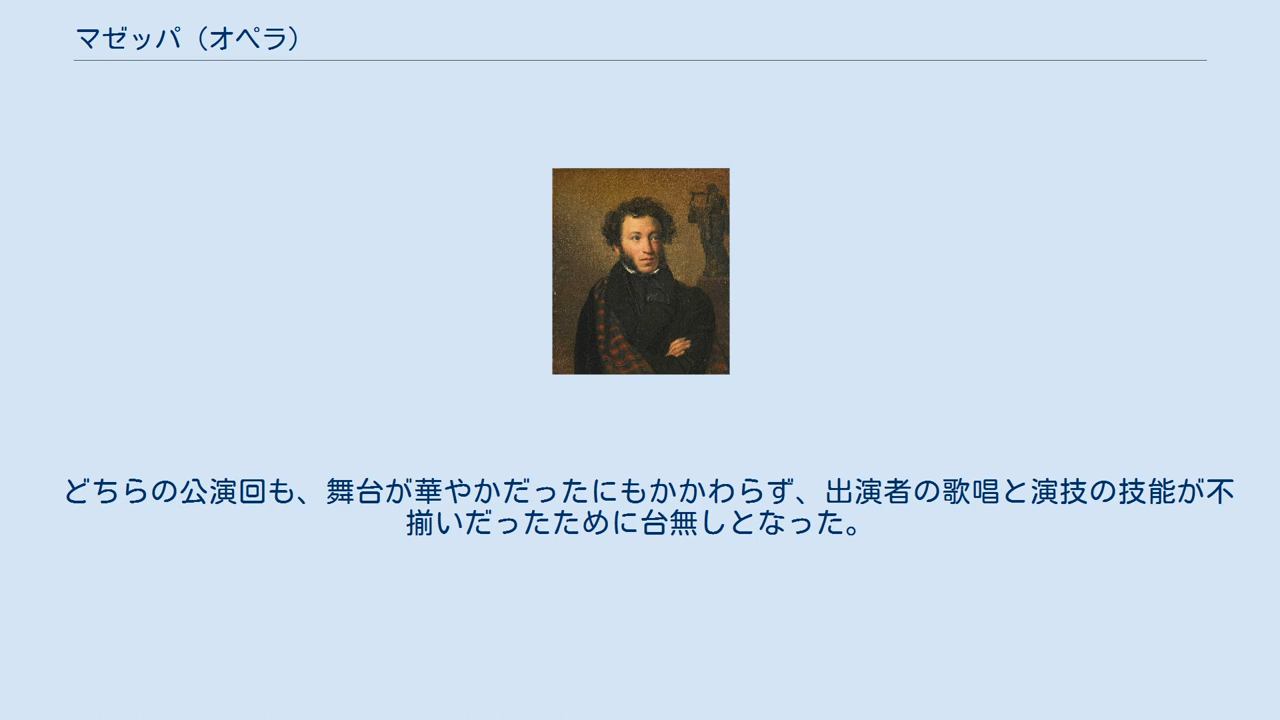 マゼッパ（オペラ）
どちらの公演回も、舞台が華やかだったにもかかわらず、出演者の歌唱と演技の技能が不
揃いだったために台無しとなった。